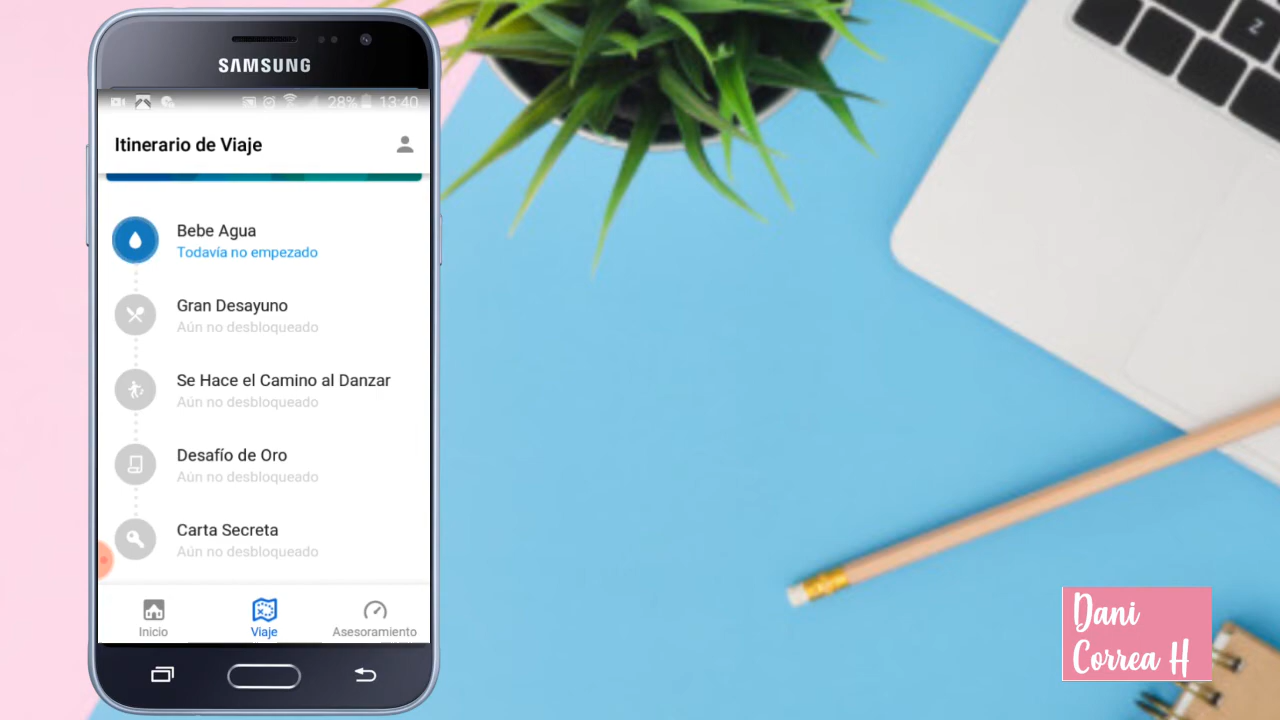 SAMSUNG
28% 13:40
Itinerario de Viaje
Bebe Agua
Todavía no empezado
Gran Desayuno
Aún no desbloqueado
Se Hace el Camino al Danzar
Aún no desbloqueado
Desafío de Oro
Aún no desbloqueado
Carta Secreta
Aún no desbloqueado
Inicio
Viaje
Asesoramiento
Z
Dani
Correa H